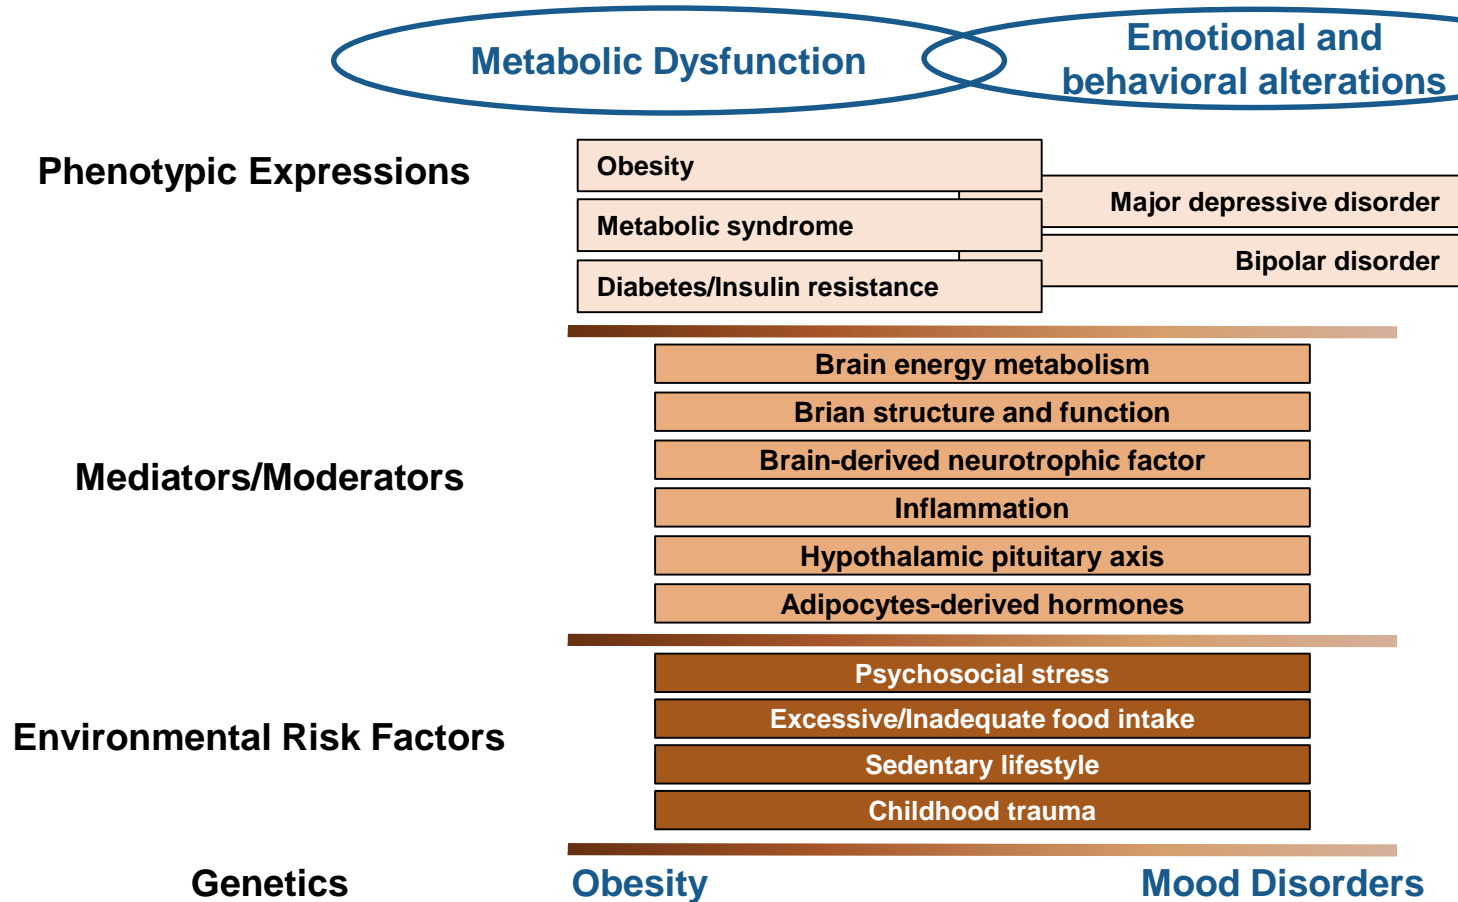 Metabolic Dysfunction
Emotional and
behavioral alterations
Phenotypic Expressions
Obesity
Metabolic syndrome
Diabetes/Insulin resistance
Major depressive disorder
Bipolar disorder
Mediators/Moderators
Brain energy metabolism
Brian structure and function
Brain-derived neurotrophic factor
Inflammation
Hypothalamic pituitary axis
Adipocytes-derived hormones
Environmental Risk Factors
Psychosocial stress
Excessive/Inadequate food intake
Sedentary lifestyle
Childhood trauma
Genetics
Obesity
Mood Disorders